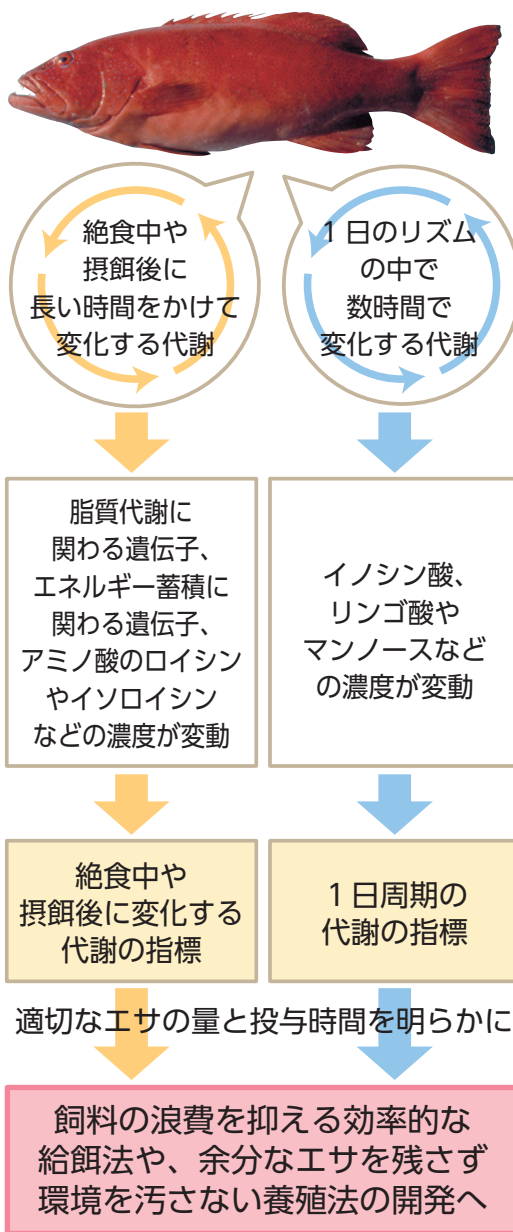 絶食中や
摂餌後に
長い時間をかけて
変化する代謝
1日のリズム
の中で
数時間で
変化する代謝
脂質代謝に
関わる遺伝子、
エネルギー蓄積に
関わる遺伝子、
アミノ酸のロイシン
やイソロイシン
などの濃度が変動
イノシン酸、
リンゴ酸や
マンノースなど
の濃度が変動
絶食中や
摂餌後に変化する
代謝の指標
1日周期の
代謝の指標
適切なエサの量と投与時間を明らかに
飼料の浪費を抑える効率的な
給餌法や、余分なエサを残さず
環境を汚さない養殖法の開発へ